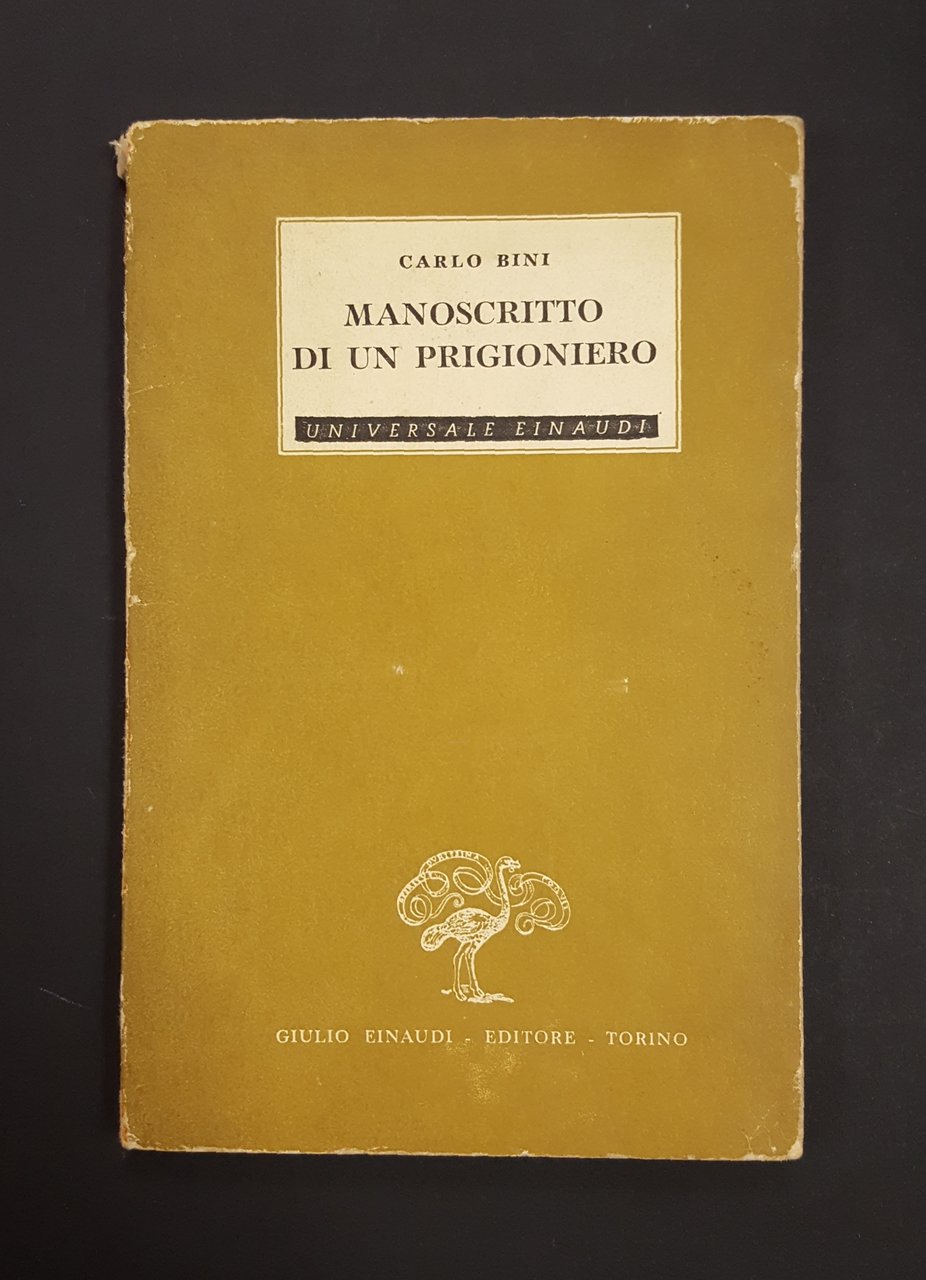 CARLO BINI
MANOSCRITTO
DI UN PRIGIONIERO
UNIVERSALE EINAUDI
GIULIO EINAUDI - EDITORE - TORINO